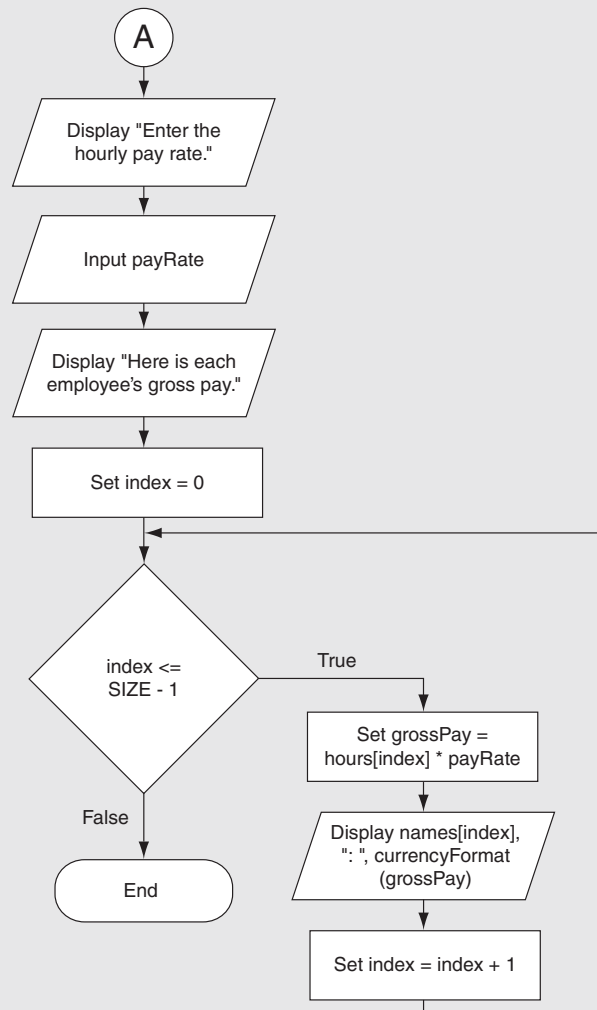 A
Display "Enter the
hourly pay rate."
Input payRate
Display "Here is each
employee’s gross pay."
Set index = 0
index <=
SIZE - 1
True
Set grossPay =
hours[index] * payRate
Display names[index],
": ", currencyFormat
(grossPay)
Set index = index + 1
False
End